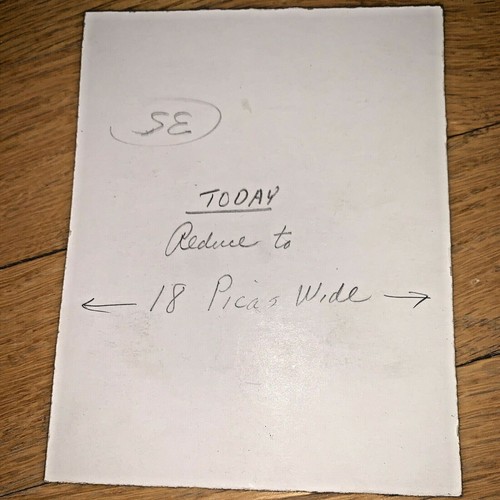 35
TODAY
Reduce to
← 18 Picas Wide →